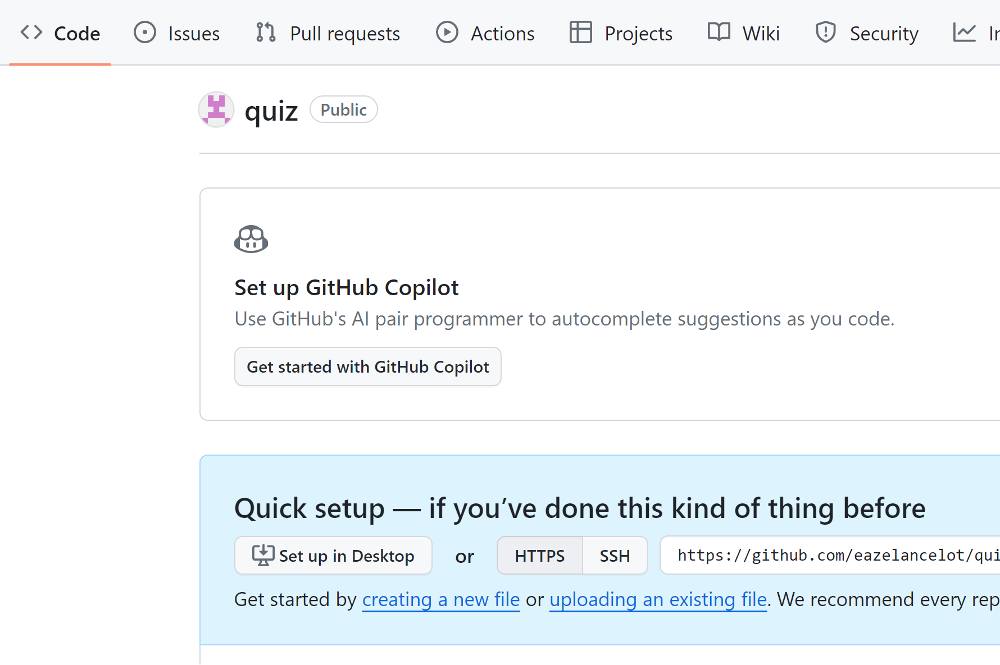 Code Issues Pull requests Actions Projects Wiki Security
quiz Public
Set up GitHub Copilot
Use GitHub's AI pair programmer to autocomplete suggestions as you code.
Get started with GitHub Copilot
Quick setup — if you’ve done this kind of thing before
Set up in Desktop or HTTPS SSH https://github.com/eazelancelot/qui
Get started by creating a new file or uploading an existing file. We recommend every rep